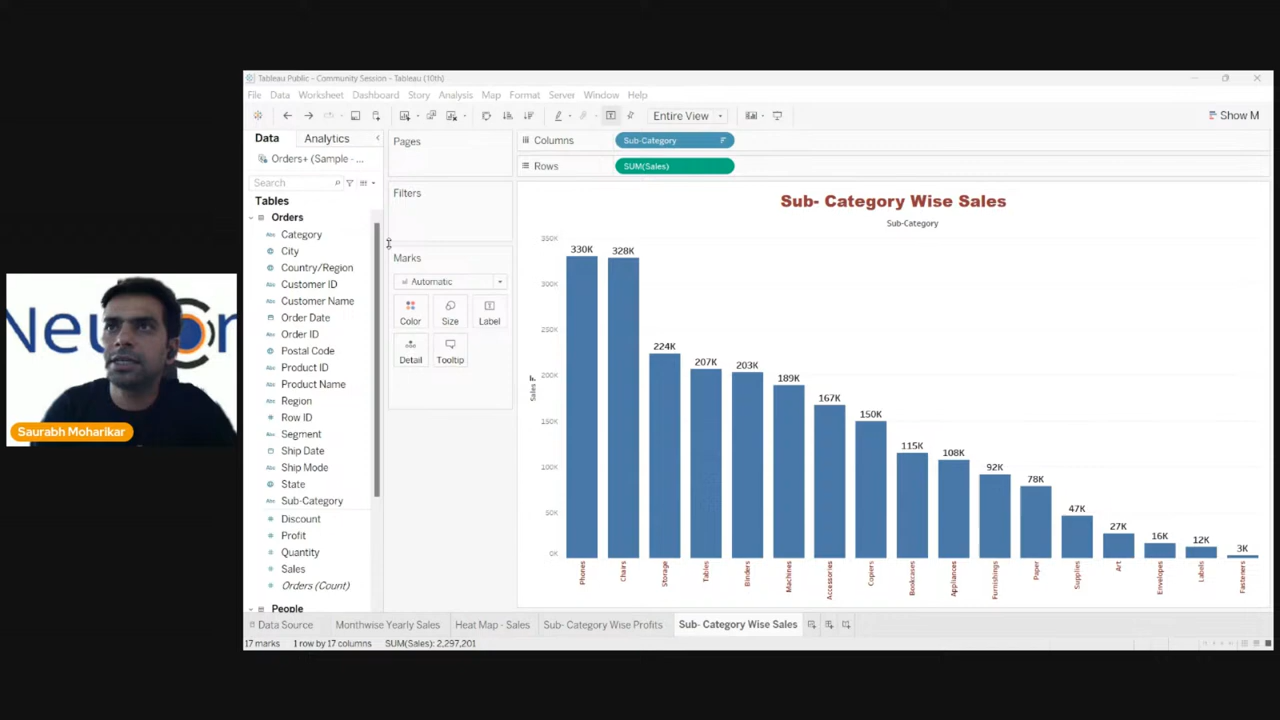 Tableau Public - Community Session - Tableau (10th)
File Data Worksheet Dashboard Story Analysis Map Format Server Window Help
Entire View
Show M
Data Analytics
Pages
Columns
Sub-Category
Orders+ (Sample - ...
Rows
SUM(Sales)
Search
Filters
Tables
Orders
Category
City
Country/Region
Customer ID
Customer Name
Order Date
Order ID
Postal Code
Product ID
Product Name
Region
Row ID
Segment
Ship Date
Ship Mode
State
Sub-Category
Discount
Profit
Quantity
Sales
Orders (Count)
People
Marks
Automatic
Color Size Label
Detail Tooltip
Sub- Category Wise Sales
Sub-Category
350K
300K
250K
200K
150K
100K
50K
0K
Sales
330K 328K 224K 207K 203K 189K 167K 150K 115K 108K 92K 78K 47K 27K 16K 12K 3K
Phones Chairs Storage Tables Binders Machines Accessories Copiers Bookcases Appliances Furnishings Paper Supplies Art Envelopes Labels Fasteners
Data Source Monthwise Yearly Sales Heat Map - Sales Sub- Category Wise Profits Sub- Category Wise Sales
17 marks 1 row by 17 columns SUM(Sales): 2,297,201
Saurabh Moharikar